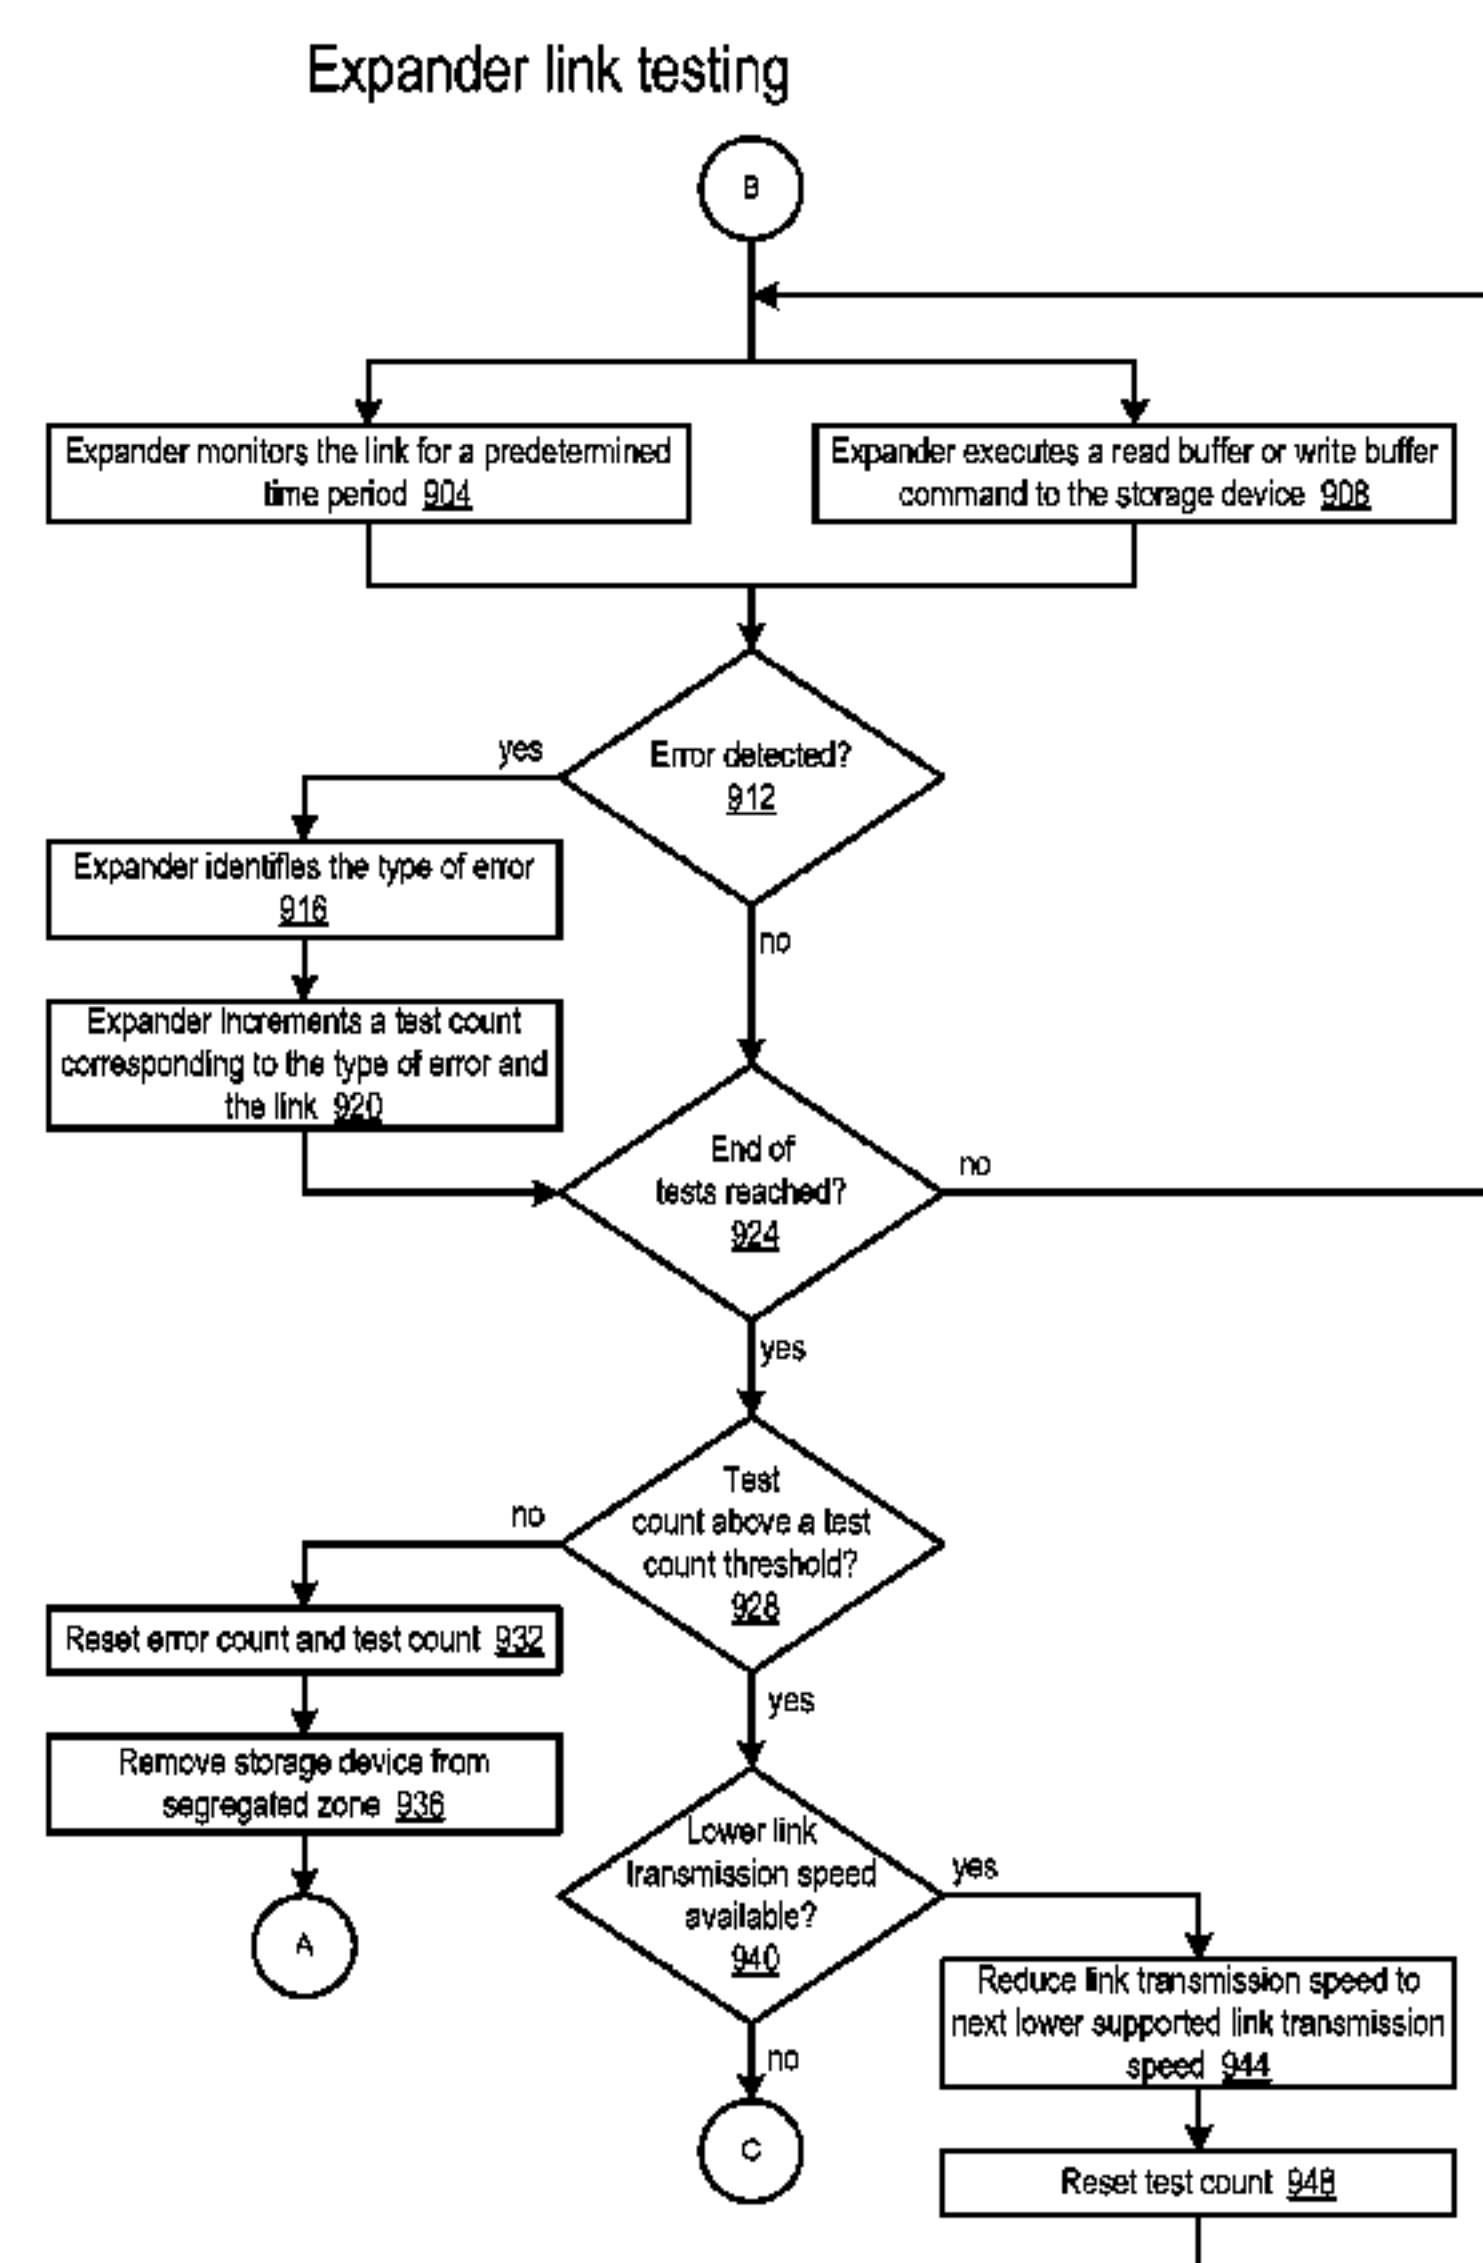 Expander link testing
B
Expander monitors the link for a predetermined
time period 904
Expander executes a read buffer or write buffer
command to the storage device 908
yes
Error detected?
912
Expander identifies the type of error
916
no
Expander increments a test count
corresponding to the type of error and
the link 920
End of
tests reached?
924
no
yes
Test
count above a test
count threshold?
928
no
Reset error count and test count 932
yes
Remove storage device from
segregated zone 936
Lower link
transmission speed
available?
940
yes
A
Reduce link transmission speed to
next lower supported link transmission
speed 944
no
C
Reset test count 948